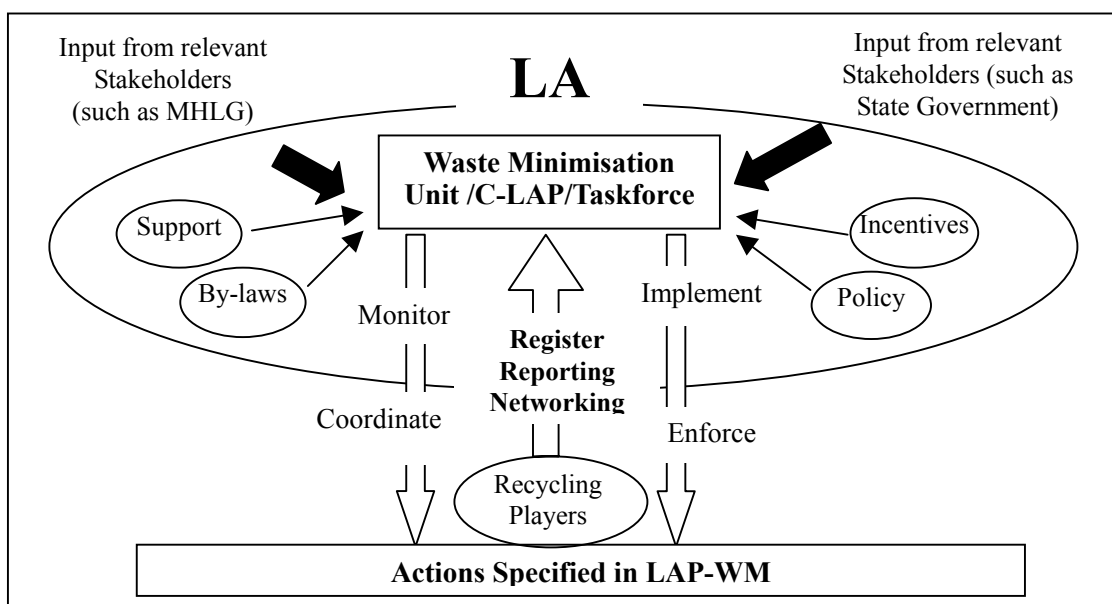 Input from relevant
Stakeholders
(such as MHLG)
LA
Input from relevant
Stakeholders (such as
State Government)
Waste Minimisation
Unit /C-LAP/Taskforce
Support
By-laws
Incentives
Policy
Monitor
Implement
Register
Reporting
Networking
Coordinate
Enforce
Recycling
Players
Actions Specified in LAP-WM